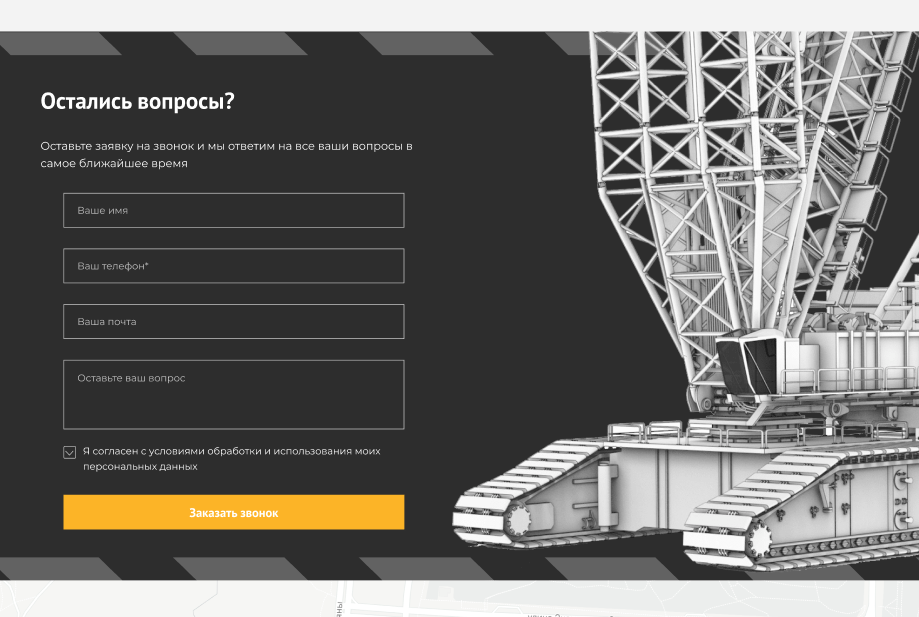 Остались вопросы?
Оставьте заявку на звонок и мы ответим на все ваши вопросы в
самое ближайшее время
Ваше имя
Ваш телефон*
Ваша почта
Оставьте ваш вопрос
Я согласен с условиями обработки и использования моих
персональных данных
Заказать звонок